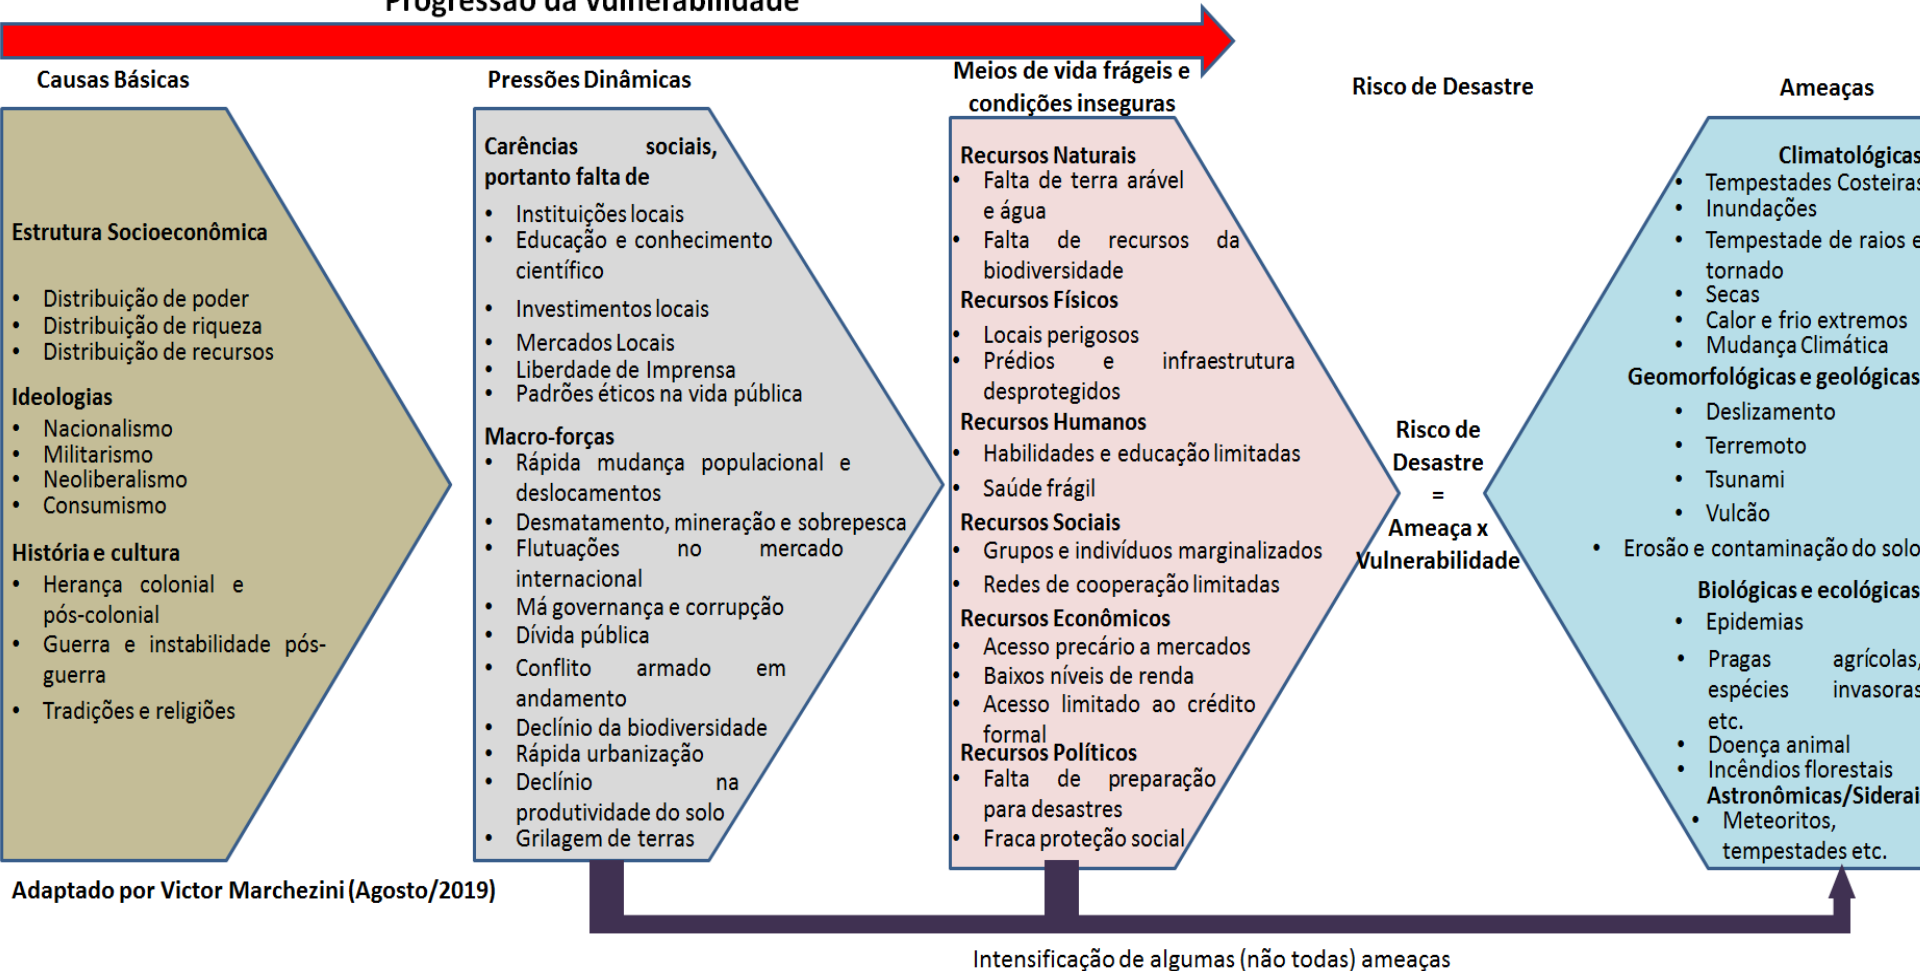 Progressão da Vulnerabilidade
Causas Básicas
Estrutura Socioeconômica
• Distribuição de poder
• Distribuição de riqueza
• Distribuição de recursos
Ideologias
• Nacionalismo
• Militarismo
• Neoliberalismo
• Consumismo
História e cultura
• Herança colonial e
pós-colonial
• Guerra e instabilidade pós-
guerra
• Tradições e religiões
Pressões Dinâmicas
Carências sociais,
portanto falta de
• Instituições locais
• Educação e conhecimento
científico
• Investimentos locais
• Mercados Locais
• Liberdade de Imprensa
• Padrões éticos na vida pública
Macro-forças
• Rápida mudança populacional e
deslocamentos
• Desmatamento, mineração e sobrepesca
• Flutuações no mercado
internacional
• Má governança e corrupção
• Dívida pública
• Conflito armado em
andamento
• Declínio da biodiversidade
• Rápida urbanização
• Declínio na
produtividade do solo
• Grilagem de terras
Meios de vida frágeis e
condições inseguras
Recursos Naturais
• Falta de terra arável
e água
• Falta de recursos da
biodiversidade
Recursos Físicos
• Locais perigosos
• Prédios e infraestrutura
desprotegidos
Recursos Humanos
• Habilidades e educação limitadas
• Saúde frágil
Recursos Sociais
• Grupos e indivíduos marginalizados
• Redes de cooperação limitadas
Recursos Econômicos
• Acesso precário a mercados
• Baixos níveis de renda
• Acesso limitado ao crédito
formal
Recursos Políticos
• Falta de preparação
para desastres
• Fraca proteção social
Risco de Desastre
Risco de
Desastre
=
Ameaça x
Vulnerabilidade
Ameaças
Climatológicas
• Tempestades Costeiras
• Inundações
• Tempestade de raios e
tornado
• Secas
• Calor e frio extremos
• Mudança Climática
Geomorfológicas e geológicas
• Deslizamento
• Terremoto
• Tsunami
• Vulcão
• Erosão e contaminação do solo
Biológicas e ecológicas
• Epidemias
• Pragas agrícolas,
espécies invasoras
etc.
• Doença animal
• Incêndios florestais
Astronômicas/Siderai
• Meteoritos,
tempestades etc.
Adaptado por Victor Marchezini (Agosto/2019)
Intensificação de algumas (não todas) ameaças